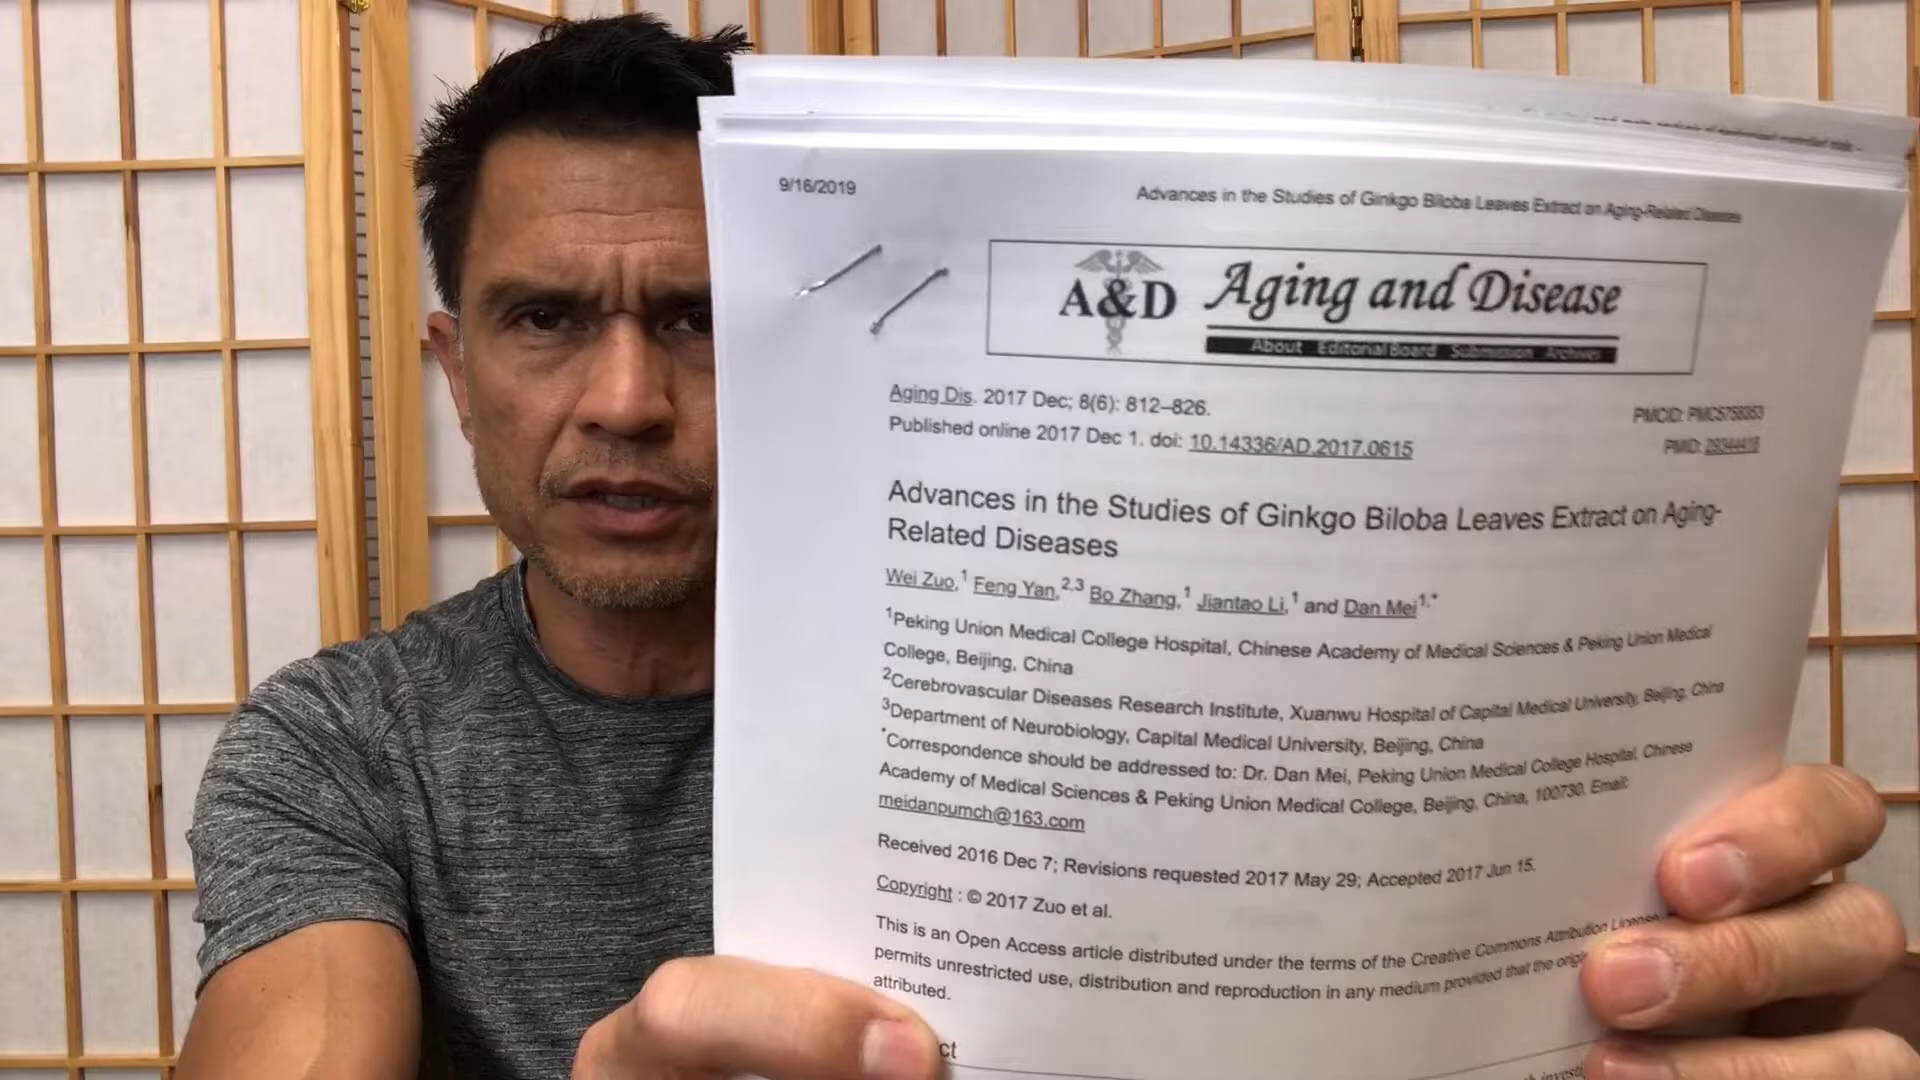 9/16/2019
Advances in the Studies of Ginkgo Biloba Leaves Extract on Aging-Related Diseases
A&D Aging and Disease
About Editorial Board Submission Archives
Aging Dis. 2017 Dec; 8(6): 812–826.
PMCID: PMC5758353
Published online 2017 Dec 1. doi: 10.14336/AD.2017.0615
PMID: 29344418
Advances in the Studies of Ginkgo Biloba Leaves Extract on Aging-
Related Diseases
Wei Zuo,1 Feng Yan,2,3 Bo Zhang,1 Jiantao Li,1 and Dan Mei1,*
1Peking Union Medical College Hospital, Chinese Academy of Medical Sciences & Peking Union Medical
College, Beijing, China
2Cerebrovascular Diseases Research Institute, Xuanwu Hospital of Capital Medical University, Beijing, China
3Department of Neurobiology, Capital Medical University, Beijing, China
*Correspondence should be addressed to: Dr. Dan Mei, Peking Union Medical College Hospital, Chinese
Academy of Medical Sciences & Peking Union Medical College, Beijing, China, 100730. Email:
meidanpumch@163.com
Received 2016 Dec 7; Revisions requested 2017 May 29; Accepted 2017 Jun 15.
Copyright : © 2017 Zuo et al.
This is an Open Access article distributed under the terms of the Creative Commons Attribution License
permits unrestricted use, distribution and reproduction in any medium provided that the origi
attributed.
ct